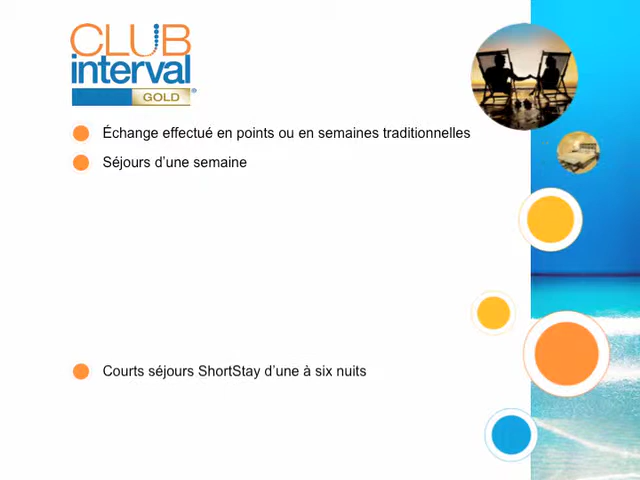 CLUB
interval
GOLD®
Échange effectué en points ou en semaines traditionnelles
Séjours d'une semaine
Courts séjours ShortStay d'une à six nuits